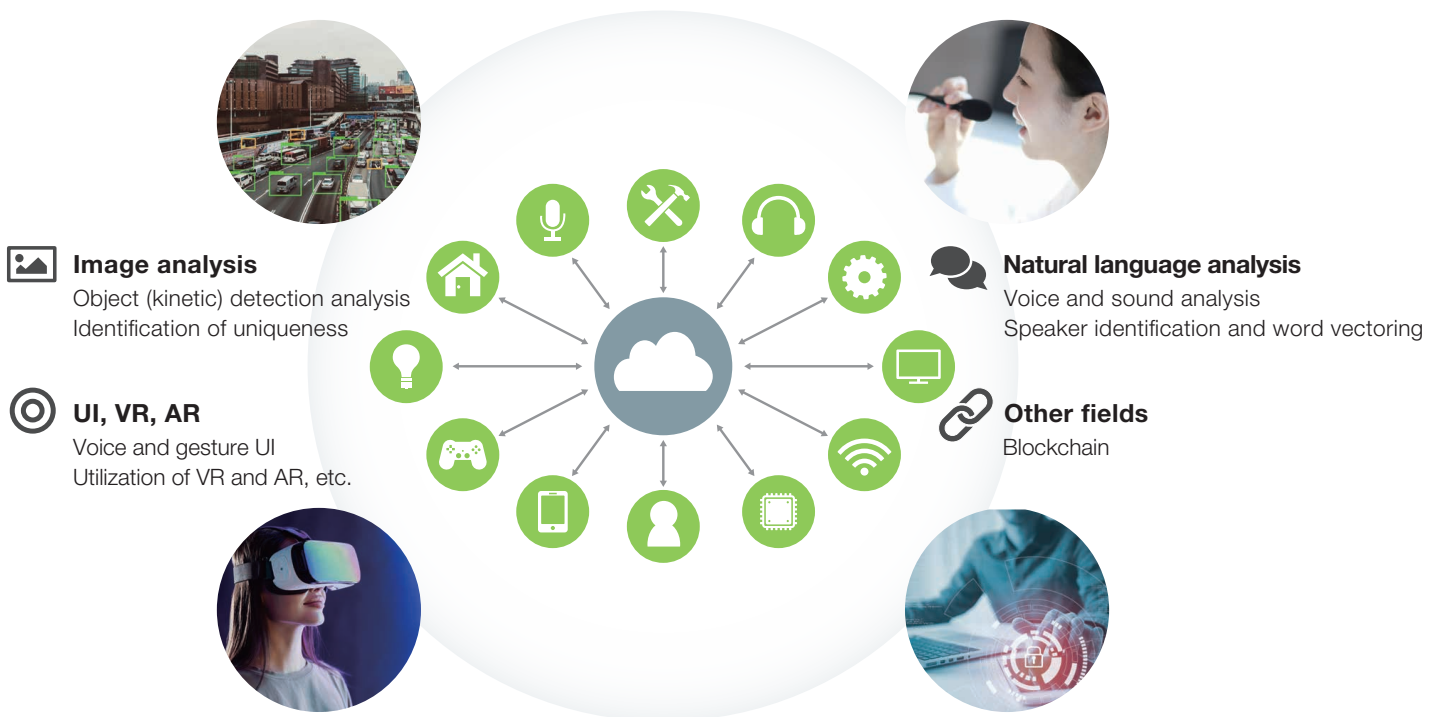 Image analysis
Object (kinetic) detection analysis
Identification of uniqueness
UI, VR, AR
Voice and gesture UI
Utilization of VR and AR, etc.
Natural language analysis
Voice and sound analysis
Speaker identification and word vectoring
Other fields
Blockchain